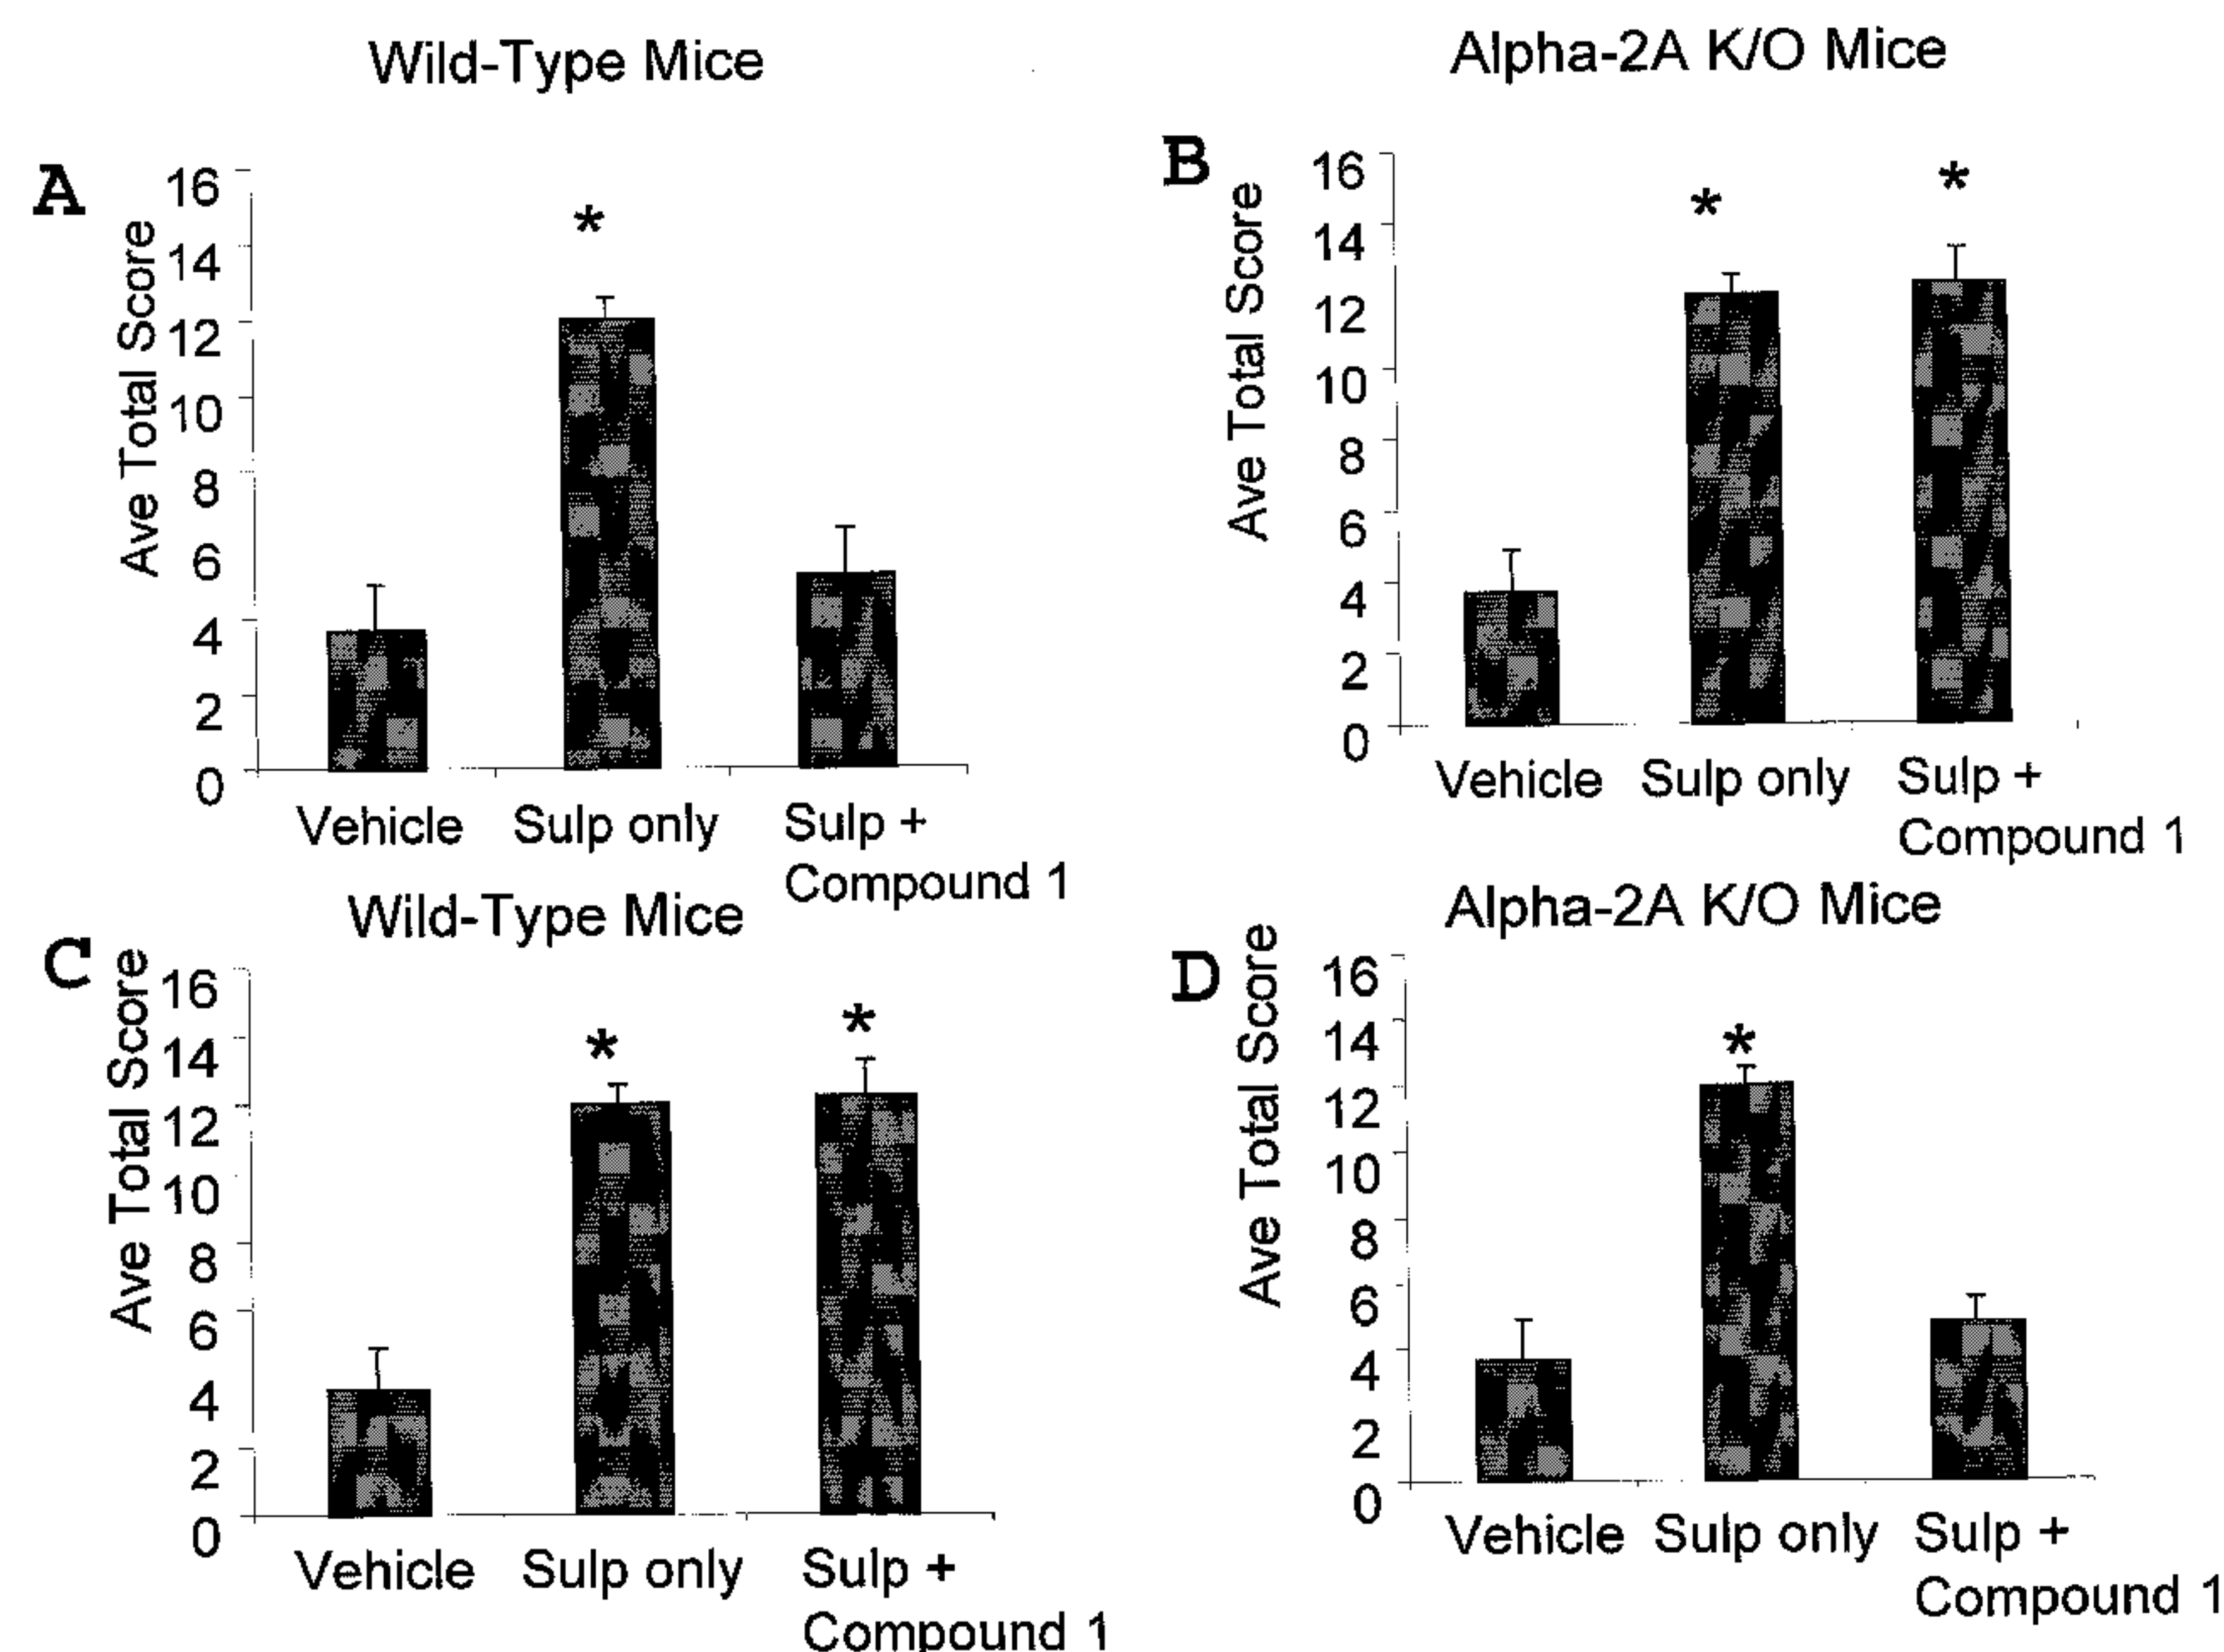 Wild-Type Mice
A
Ave Total Score
16
14
12
10
8
6
4
2
0
*
Vehicle
Sulp only
Sulp +
Compound 1
Alpha-2A K/O Mice
B
Ave Total Score
16
14
12
10
8
6
4
2
0
*
*
Vehicle
Sulp only
Sulp +
Compound 1
Wild-Type Mice
C
Ave Total Score
16
14
12
10
8
6
4
2
0
*
*
Vehicle
Sulp only
Sulp +
Compound 1
Alpha-2A K/O Mice
D
Ave Total Score
16
14
12
10
8
6
4
2
0
*
Vehicle
Sulp only
Sulp +
Compound 1